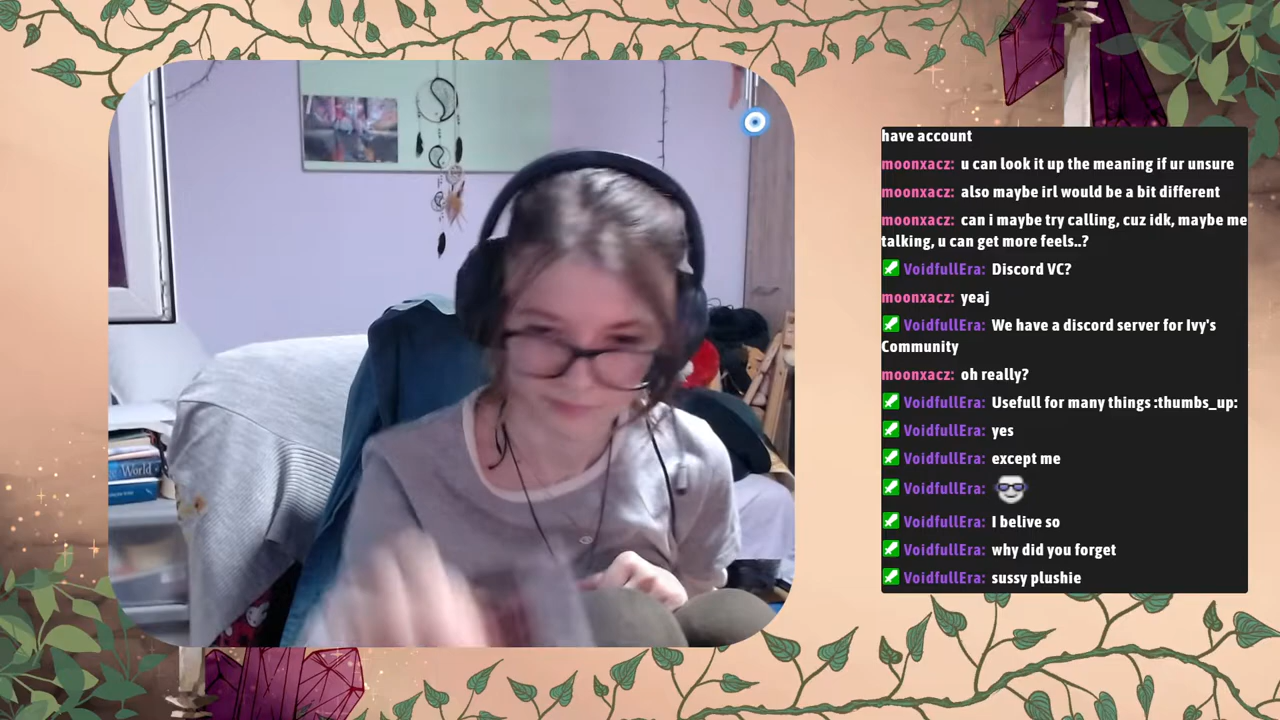 have account
moonxacz: u can look it up the meaning if ur unsure
moonxacz: also maybe irl would be a bit different
moonxacz: can i maybe try calling, cuz idk, maybe me
talking, u can get more feels..?
VoidfullEra: Discord VC?
moonxacz: yeaj
VoidfullEra: We have a discord server for Ivy's
Community
moonxacz: oh really?
VoidfullEra: Usefull for many things :thumbs_up:
VoidfullEra: yes
VoidfullEra: except me
VoidfullEra:
VoidfullEra: I belive so
VoidfullEra: why did you forget
VoidfullEra: sussy plushie
World